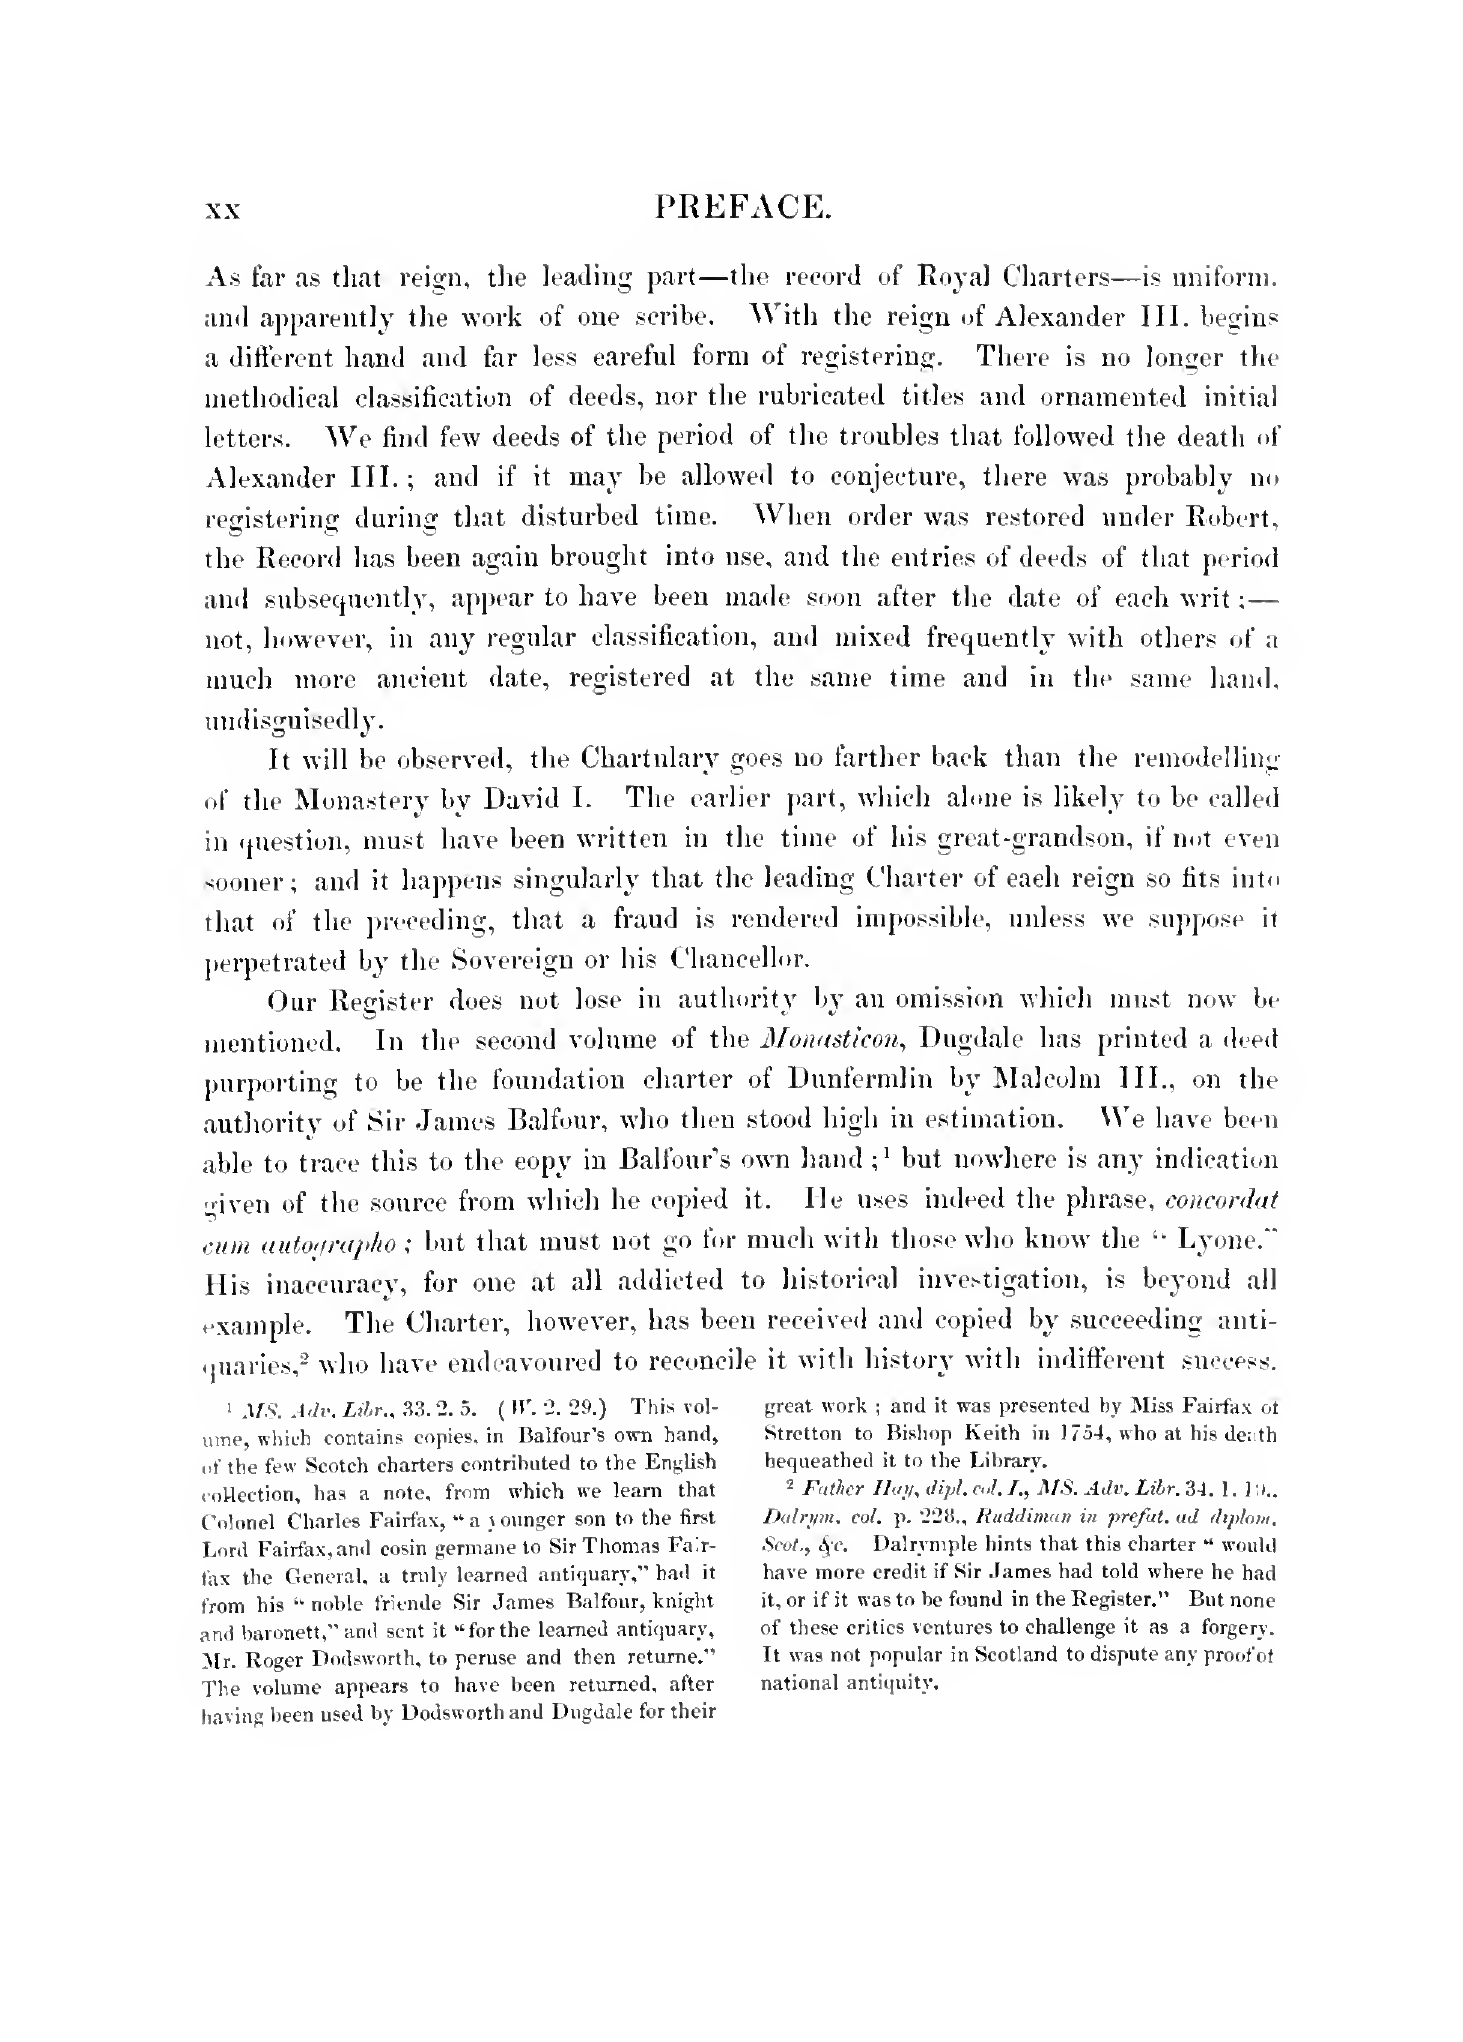 xx PREFACE.
As far as that reign, the leading part—the record of Royal Charters—is uniform,
and apparently the work of one scribe. With the reign of Alexander III. begins
a different hand and far less careful form of registering. There is no longer the
methodical classification of deeds, nor the rubricated titles and ornamented initial
letters. We find few deeds of the period of the troubles that followed the death of
Alexander III. ; and if it may be allowed to conjecture, there was probably no
registering during that disturbed time. When order was restored under Robert,
the Record has been again brought into use, and the entries of deeds of that period
and subsequently, appear to have been made soon after the date of each writ ;—
not, however, in any regular classification, and mixed frequently with others of a
much more ancient date, registered at the same time and in the same hand,
undisguisedly.
It will be observed, the Chartulary goes no farther back than the remodelling
of the Monastery by David I. The earlier part, which alone is likely to be called
in question, must have been written in the time of his great-grandson, if not even
sooner ; and it happens singularly that the leading Charter of each reign so fits into
that of the preceding, that a fraud is rendered impossible, unless we suppose it
perpetrated by the Sovereign or his Chancellor.
Our Register does not lose in authority by an omission which must now be
mentioned. In the second volume of the Monasticon, Dugdale has printed a deed
purporting to be the foundation charter of Dunfermlin by Malcolm III., on the
authority of Sir James Balfour, who then stood high in estimation. We have been
able to trace this to the copy in Balfour's own hand ;¹ but nowhere is any indication
given of the source from which he copied it. He uses indeed the phrase, concordat
cum autographo ; but that must not go for much with those who know the “ Lyone.”
His inaccuracy, for one at all addicted to historical investigation, is beyond all
example. The Charter, however, has been received and copied by succeeding anti-
quaries,² who have endeavoured to reconcile it with history with indifferent success.
¹ MS. Adv. Libr., 33. 2. 5. (W. 2. 29.) This vol-
ume, which contains copies, in Balfour's own hand,
of the few Scotch charters contributed to the English
collection, has a note, from which we learn that
Colonel Charles Fairfax, “ a younger son to the first
Lord Fairfax, and cosin germane to Sir Thomas Fair-
fax the General, a truly learned antiquary,” had it
from his “ noble friende Sir James Balfour, knight
and baronett,” and sent it “ for the learned antiquary,
Mr. Roger Dodsworth, to peruse and then returne.”
The volume appears to have been returned, after
having been used by Dodsworth and Dugdale for their
great work ; and it was presented by Miss Fairfax of
Stretton to Bishop Keith in 1754, who at his death
bequeathed it to the Library.
² Father Hay, dipl. col. I., MS. Adv. Libr. 34. 1.
Dalrym. col. p. 228., Ruddiman in prefat. ad diplom.
Scot., &c. Dalrymple hints that this charter “ would
have more credit if Sir James had told where he had
it, or if it was to be found in the Register.” But none
of these critics ventures to challenge it as a forgery.
It was not popular in Scotland to dispute any proof of
national antiquity.